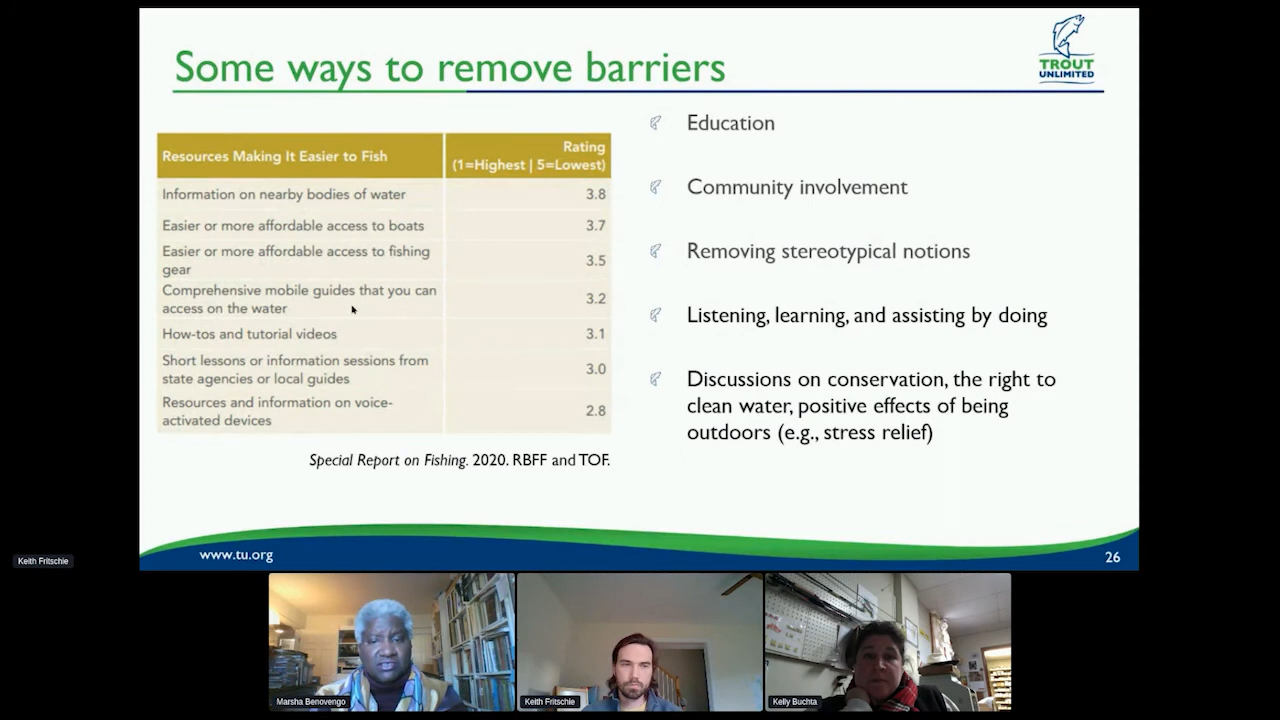 Some ways to remove barriers
TROUT
UNLIMITED
Resources Making It Easier to Fish
Rating
(1=Highest | 5=Lowest)
Information on nearby bodies of water 3.8
Easier or more affordable access to boats 3.7
Easier or more affordable access to fishing
gear 3.5
Comprehensive mobile guides that you can
access on the water 3.2
How-tos and tutorial videos 3.1
Short lessons or information sessions from
state agencies or local guides 3.0
Resources and information on voice-
activated devices 2.8
Special Report on Fishing. 2020. RBFF and TOF.
Education
Community involvement
Removing stereotypical notions
Listening, learning, and assisting by doing
Discussions on conservation, the right to
clean water, positive effects of being
outdoors (e.g., stress relief)
www.tu.org
26
Keith Fritschie
Marsha Benovengo
Keith Fritschie
Kelly Buchta